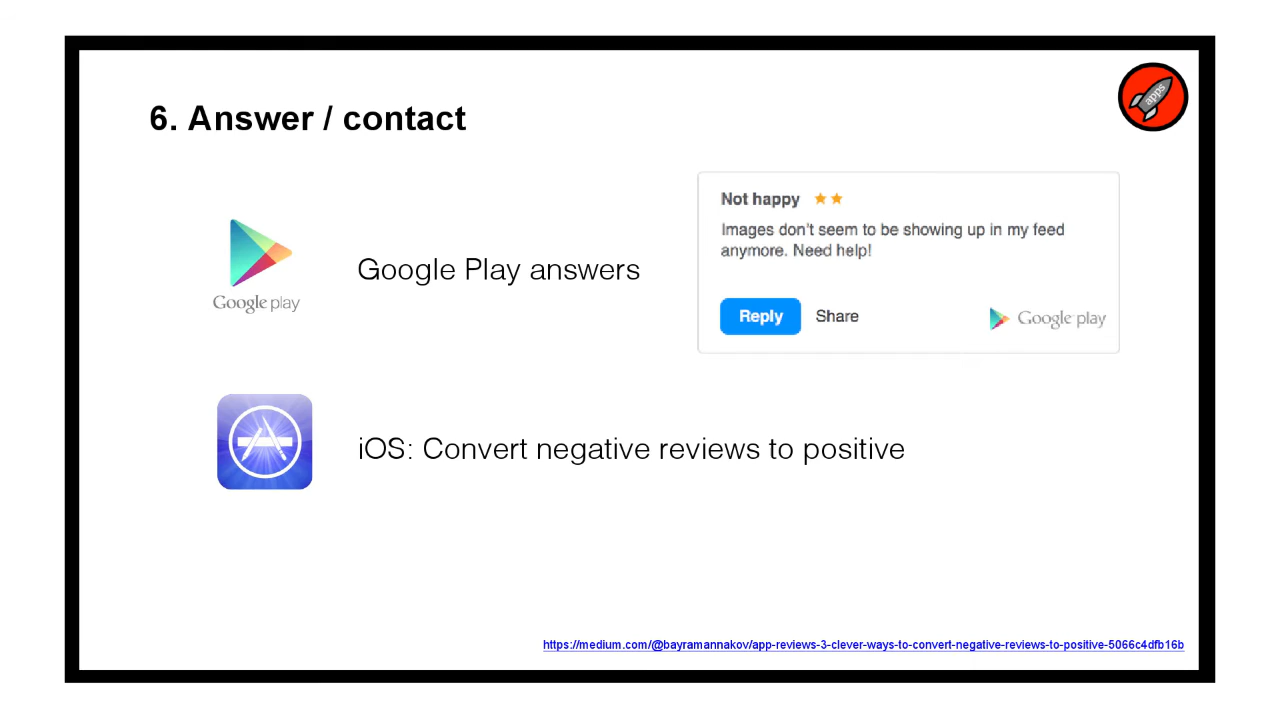 6. Answer / contact
apps
Not happy
Images don't seem to be showing up in my feed
anymore. Need help!
Reply Share
Google play
Google play
Google Play answers
iOS: Convert negative reviews to positive
https://medium.com/@bayramannakov/app-reviews-3-clever-ways-to-convert-negative-reviews-to-positive-5066c4dfb16b